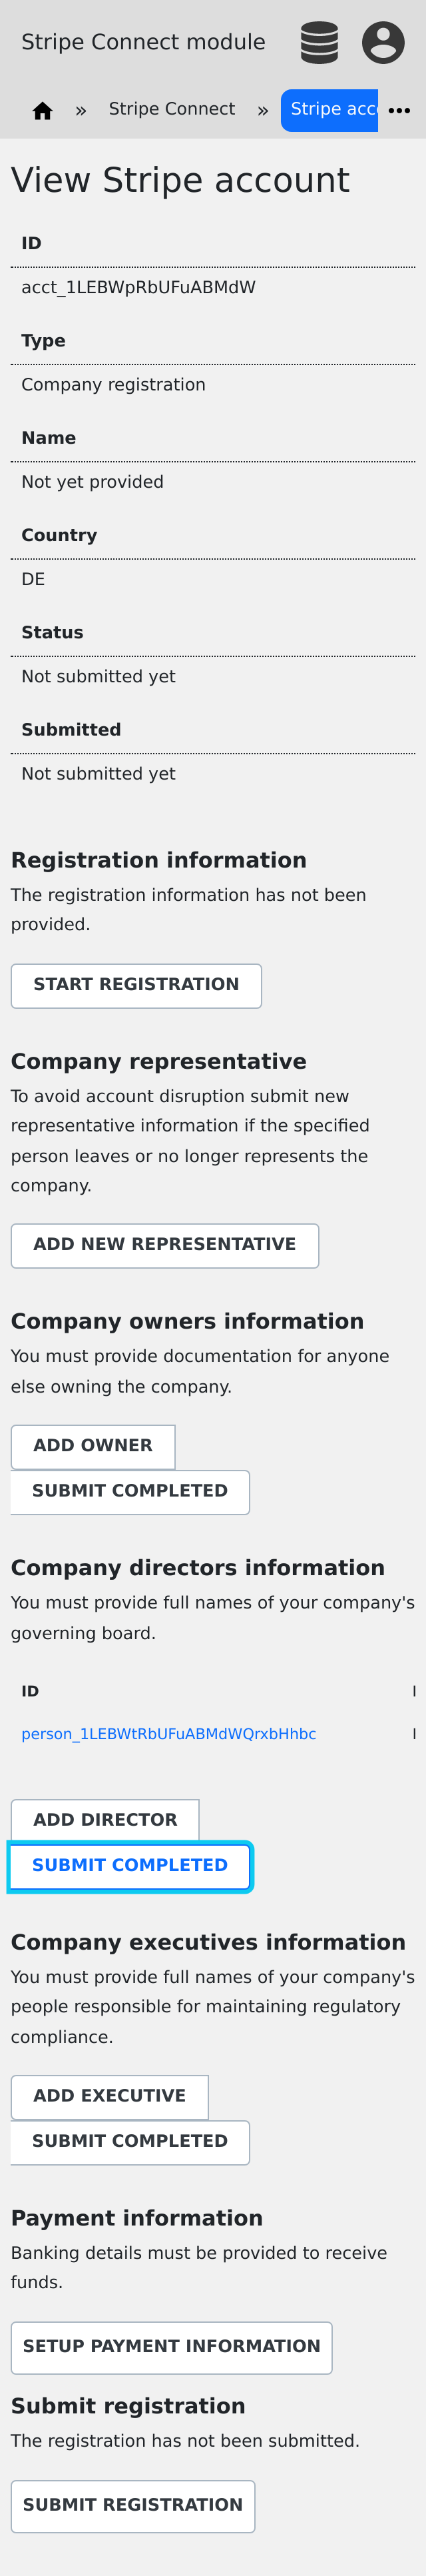 Stripe Connect module
» Stripe Connect » Stripe acc
View Stripe account
ID
acct_1LEBWpRbUFuABMdW
Type
Company registration
Name
Not yet provided
Country
DE
Status
Not submitted yet
Submitted
Not submitted yet
Registration information
The registration information has not been
provided.
START REGISTRATION
Company representative
To avoid account disruption submit new
representative information if the specified
person leaves or no longer represents the
company.
ADD NEW REPRESENTATIVE
Company owners information
You must provide documentation for anyone
else owning the company.
ADD OWNER
SUBMIT COMPLETED
Company directors information
You must provide full names of your company's
governing board.
ID
person_1LEBWtRbUFuABMdWQrxbHhbc
ADD DIRECTOR
SUBMIT COMPLETED
Company executives information
You must provide full names of your company's
people responsible for maintaining regulatory
compliance.
ADD EXECUTIVE
SUBMIT COMPLETED
Payment information
Banking details must be provided to receive
funds.
SETUP PAYMENT INFORMATION
Submit registration
The registration has not been submitted.
SUBMIT REGISTRATION